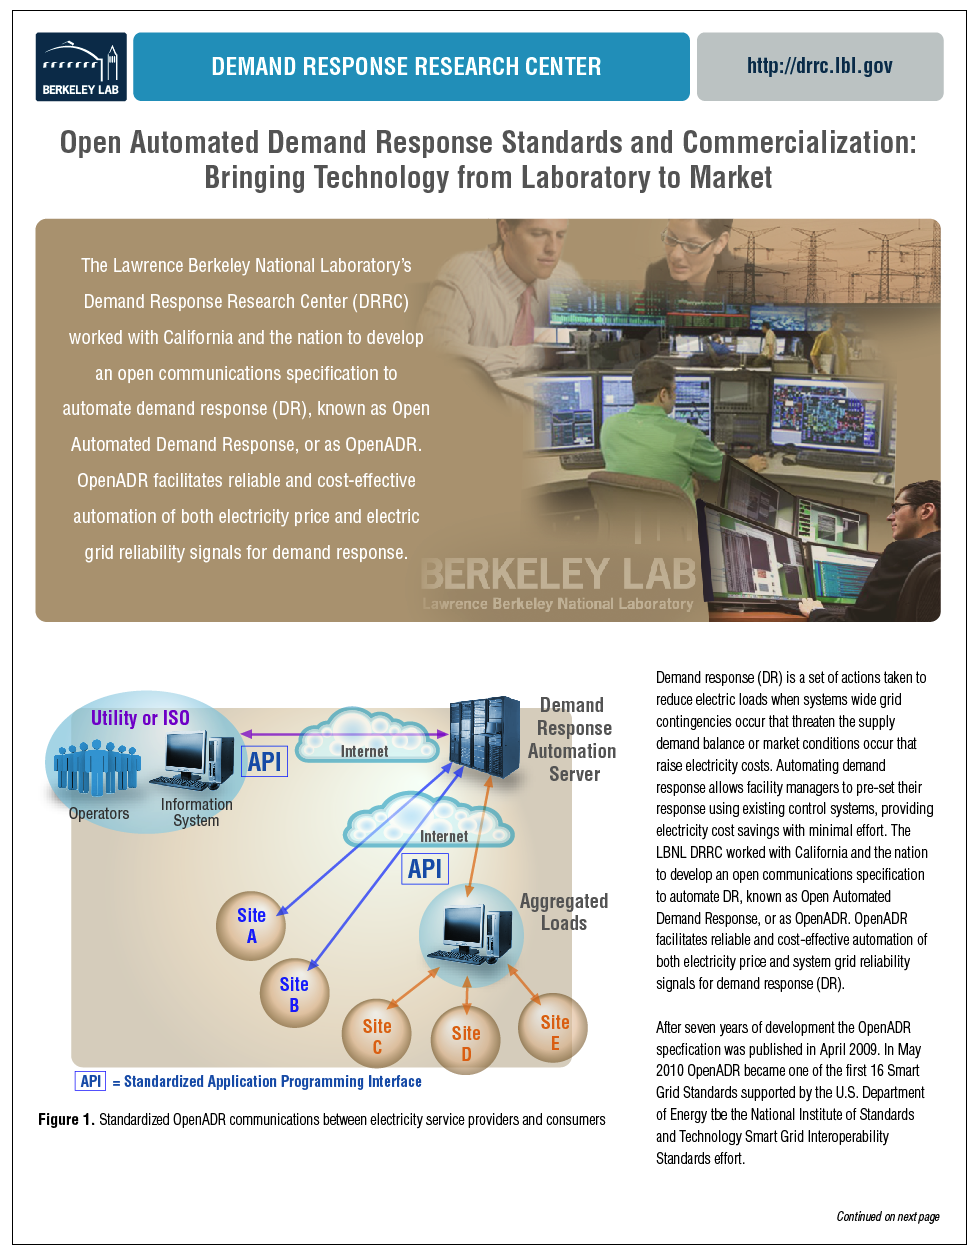 BERKELEY LAB
DEMAND RESPONSE RESEARCH CENTER
http://drrc.lbl.gov
Open Automated Demand Response Standards and Commercialization:
Bringing Technology from Laboratory to Market
The Lawrence Berkeley National Laboratory's
Demand Response Research Center (DRRC)
worked with California and the nation to develop
an open communications specification to
automate demand response (DR), known as Open
Automated Demand Response, or as OpenADR.
OpenADR facilitates reliable and cost-effective
automation of both electricity price and electric
grid reliability signals for demand response.
BERKELEY LAB
Lawrence Berkeley National Laboratory
Utility or ISO
Operators
Information
System
API
Internet
Demand
Response
Automation
Server
Internet
API
Aggregated
Loads
Site
A
Site
B
Site
C
Site
D
Site
E
API = Standardized Application Programming Interface
Figure 1. Standardized OpenADR communications between electricity service providers and consumers
Demand response (DR) is a set of actions taken to
reduce electric loads when systems wide grid
contingencies occur that threaten the supply
demand balance or market conditions occur that
raise electricity costs. Automating demand
response allows facility managers to pre-set their
response using existing control systems, providing
electricity cost savings with minimal effort. The
LBNL DRRC worked with California and the nation
to develop an open communications specification
to automate DR, known as Open Automated
Demand Response, or as OpenADR. OpenADR
facilitates reliable and cost-effective automation of
both electricity price and system grid reliability
signals for demand response (DR).
After seven years of development the OpenADR
specfication was published in April 2009. In May
2010 OpenADR became one of the first 16 Smart
Grid Standards supported by the U.S. Department
of Energy tbe the National Institute of Standards
and Technology Smart Grid Interoperability
Standards effort.
Continued on next page